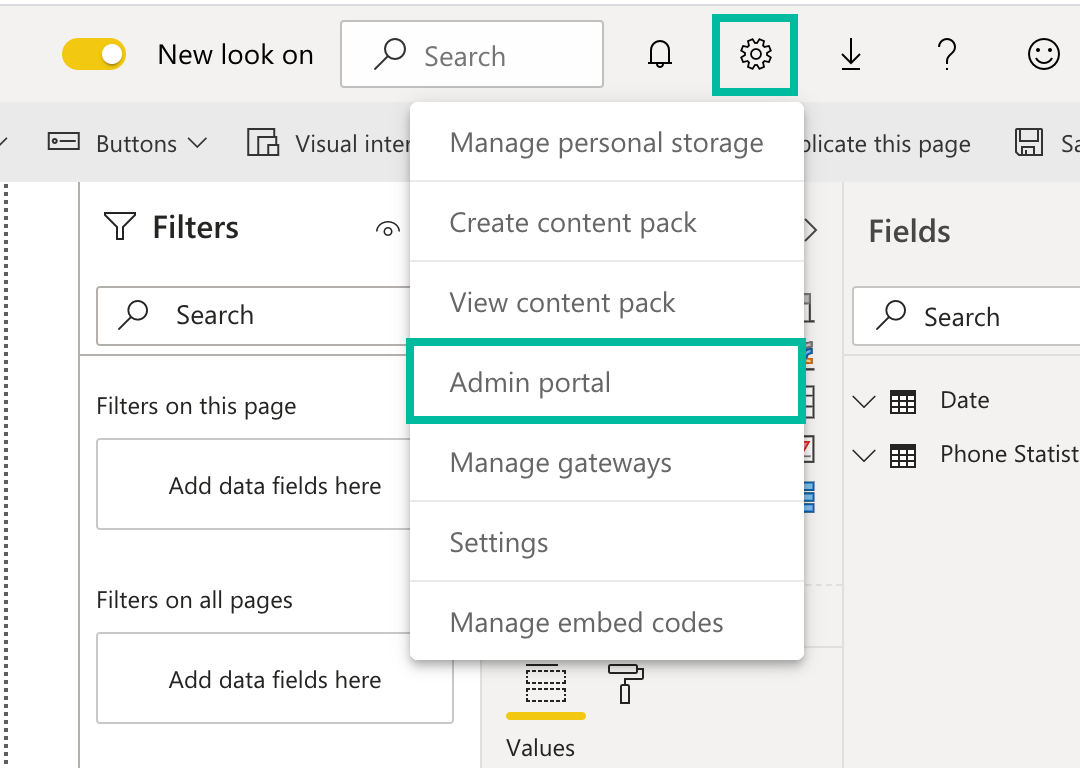 New look on
Search
Buttons
Visual inter
plicate this page
Sa
Manage personal storage
Create content pack
View content pack
Admin portal
Manage gateways
Settings
Manage embed codes
Filters
Search
Filters on this page
Add data fields here
Filters on all pages
Add data fields here
Values
Fields
Search
Date
Phone Statist